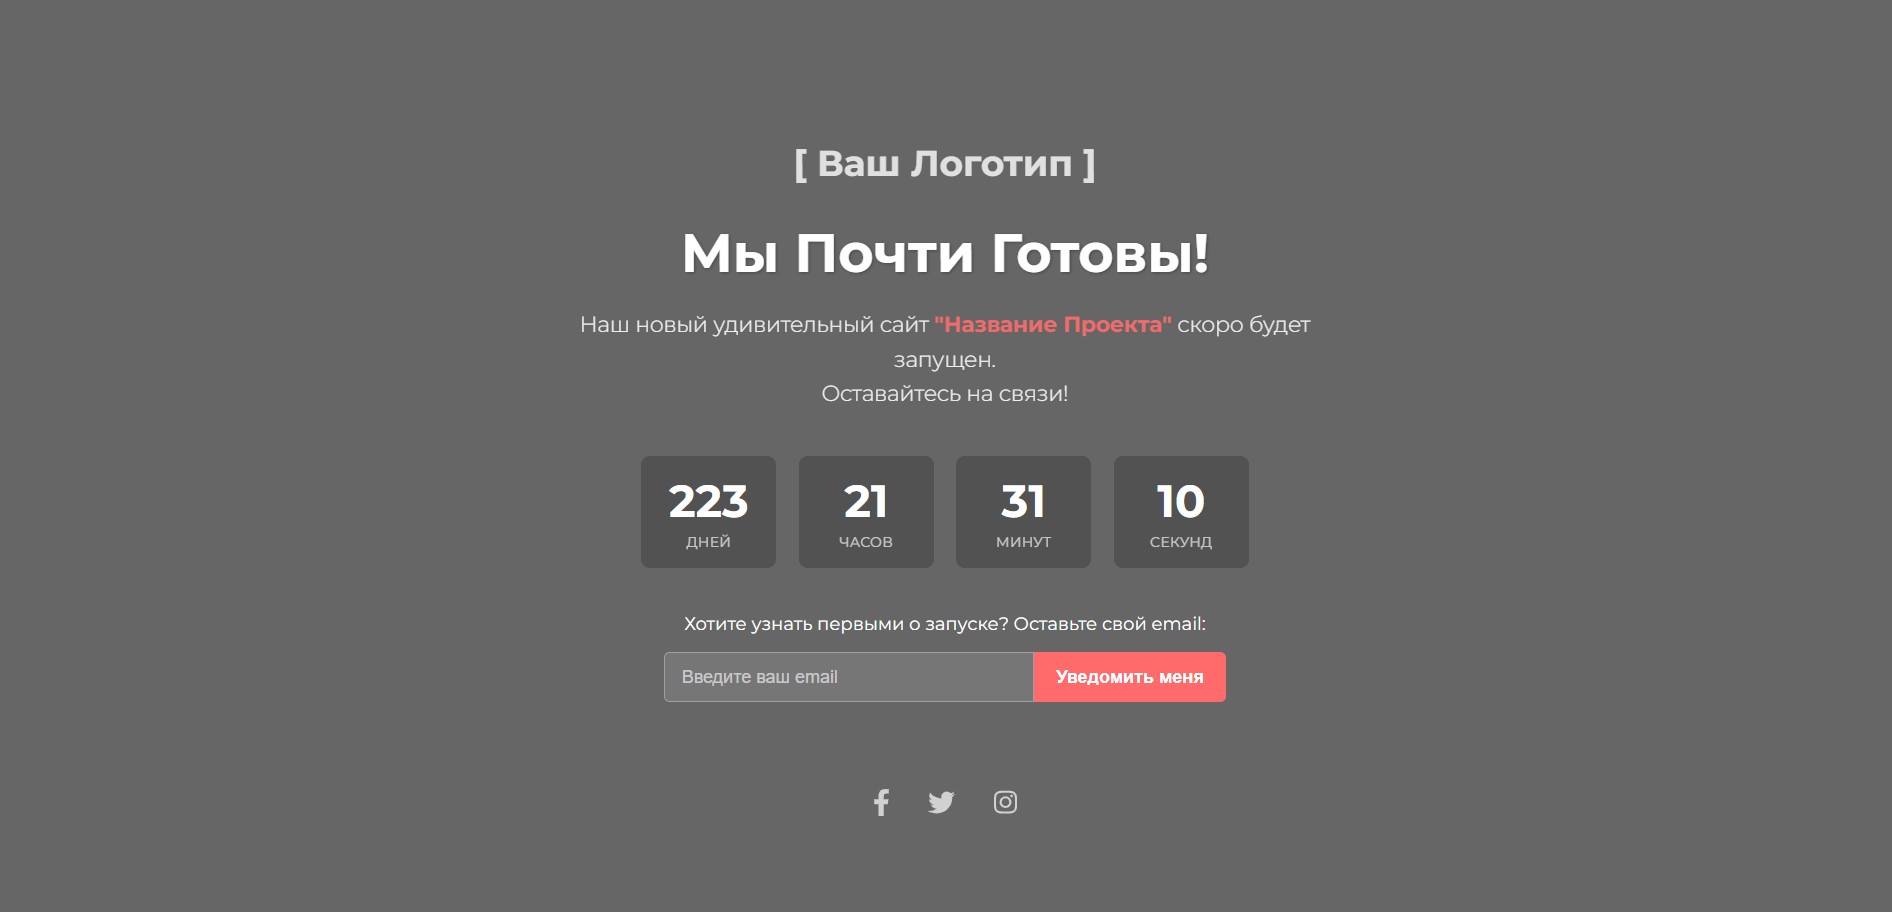 [ Ваш Логотип ]
Мы Почти Готовы!
Наш новый удивительный сайт "Название Проекта" скоро будет
запущен.
Оставайтесь на связи!
223 21 31 10
ДНЕЙ ЧАСОВ МИНУТ СЕКУНД
Хотите узнать первыми о запуске? Оставьте свой email:
Введите ваш email Уведомить меня